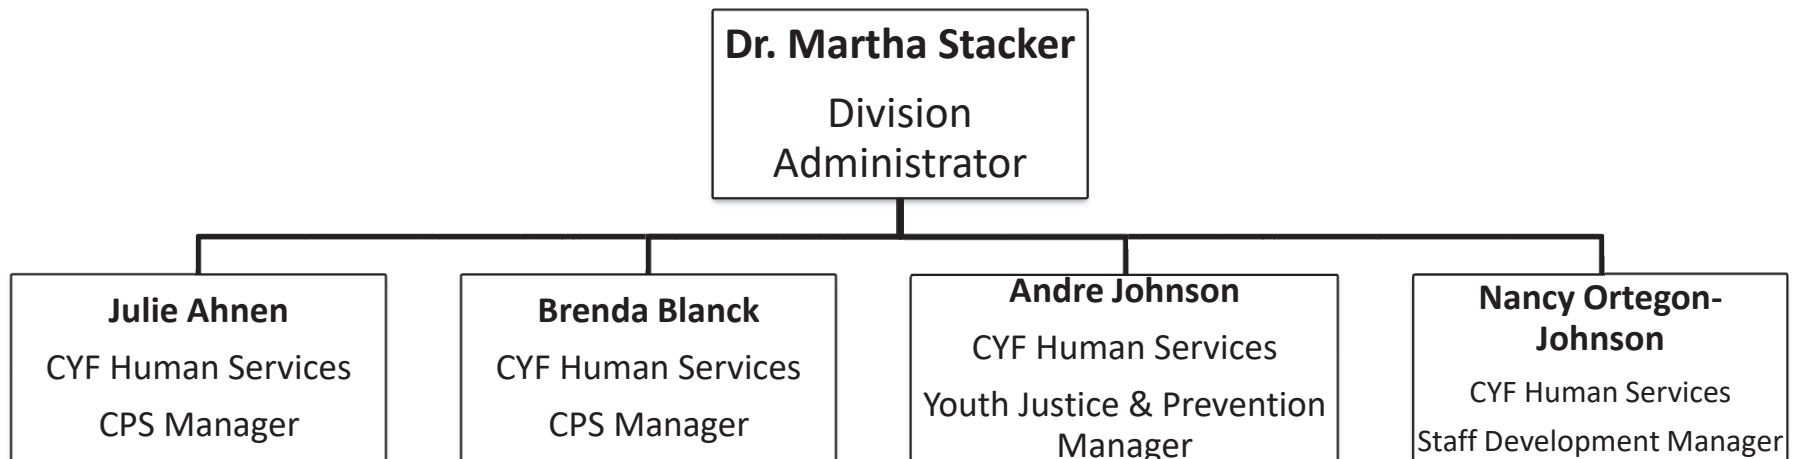 Dr. Martha Stacker
Division
Administrator
Julie Ahnen
CYF Human Services
CPS Manager
Brenda Blanck
CYF Human Services
CPS Manager
Andre Johnson
CYF Human Services
Youth Justice & Prevention
Manager
Nancy Ortegon-
Johnson
CYF Human Services
Staff Development Manager